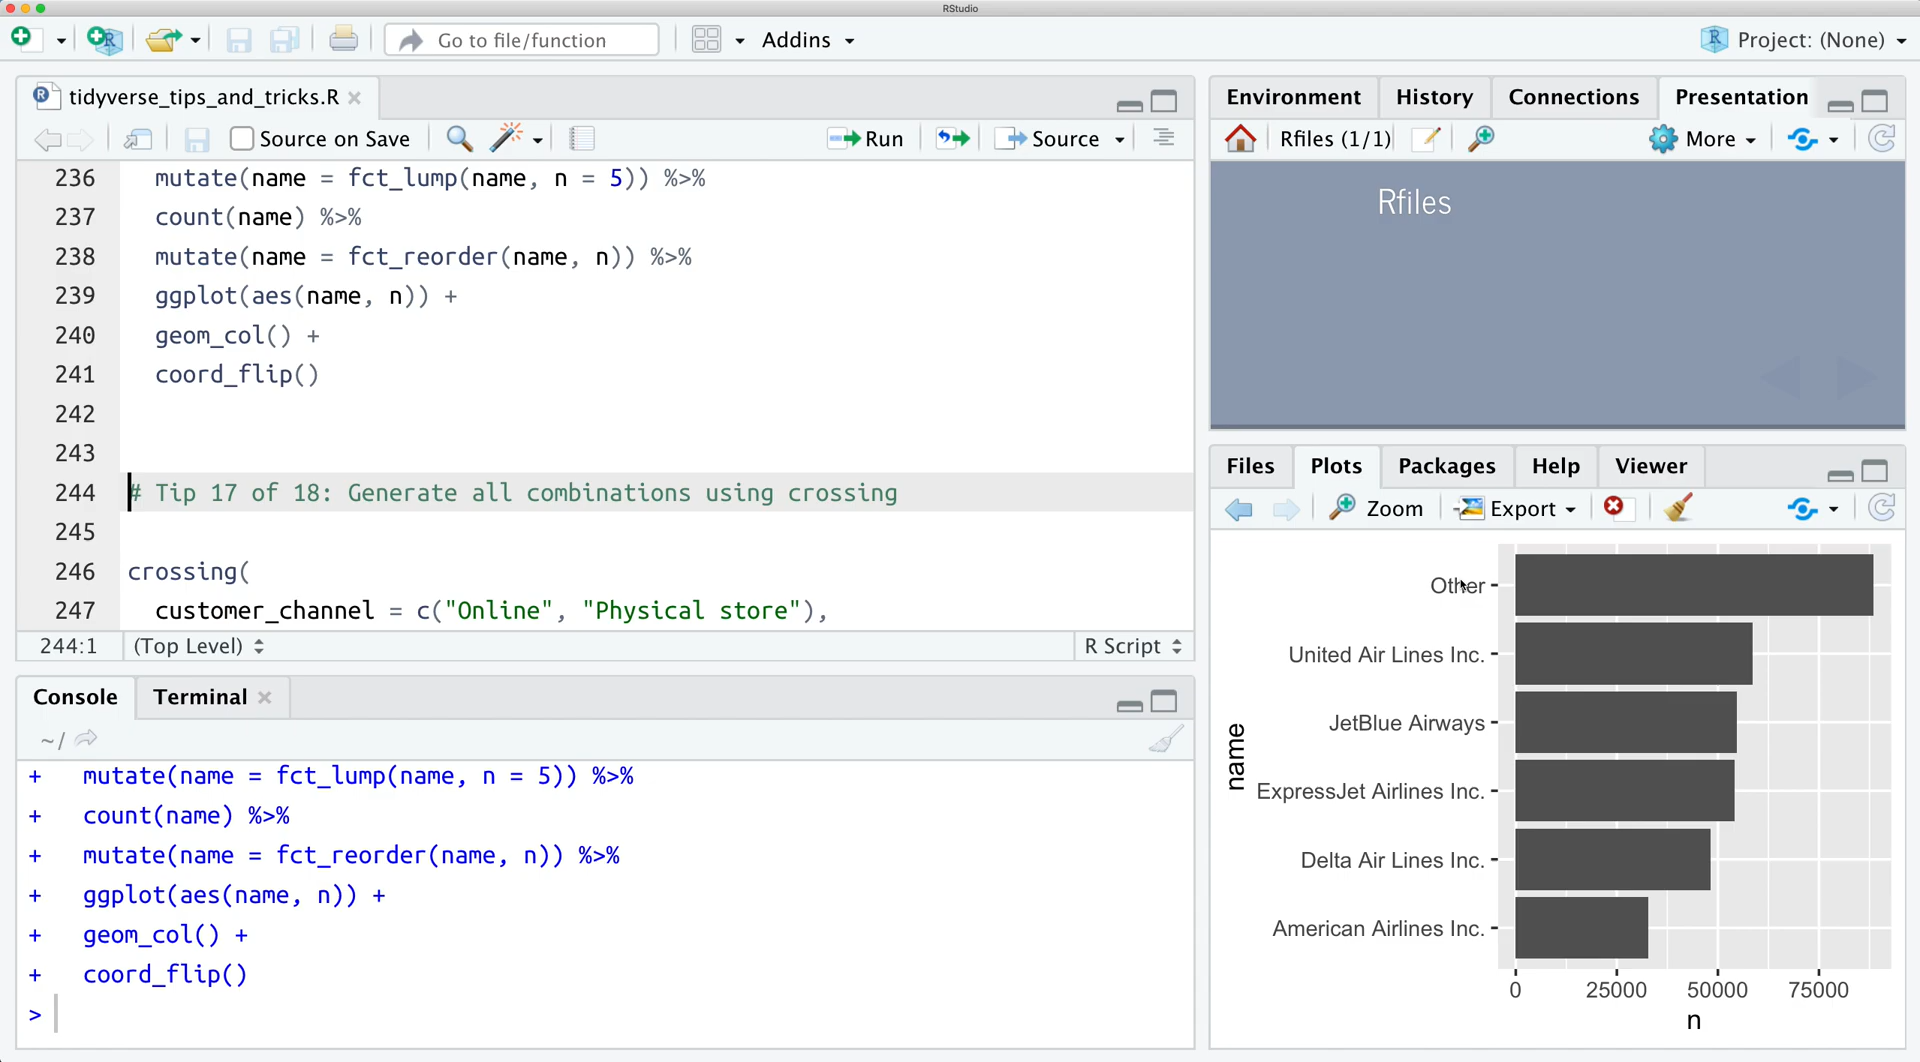 RStudio
Go to file/function
Addins
Project: (None)
tidyverse_tips_and_tricks.R
Source on Save
Run
Source
236 mutate(name = fct_lump(name, n = 5)) %>%
237 count(name) %>%
238 mutate(name = fct_reorder(name, n)) %>%
239 ggplot(aes(name, n)) +
240 geom_col() +
241 coord_flip()
242
243
244 # Tip 17 of 18: Generate all combinations using crossing
245
246 crossing(
247 customer_channel = c("Online", "Physical store"),
244:1 (Top Level) R Script
Console Terminal
~/
+ mutate(name = fct_lump(name, n = 5)) %>%
+ count(name) %>%
+ mutate(name = fct_reorder(name, n)) %>%
+ ggplot(aes(name, n)) +
+ geom_col() +
+ coord_flip()
>
Environment History Connections Presentation
Rfiles (1/1) More
Rfiles
Files Plots Packages Help Viewer
Zoom Export
Other
United Air Lines Inc.
JetBlue Airways
ExpressJet Airlines Inc.
Delta Air Lines Inc.
American Airlines Inc.
name
0 25000 50000 75000
n